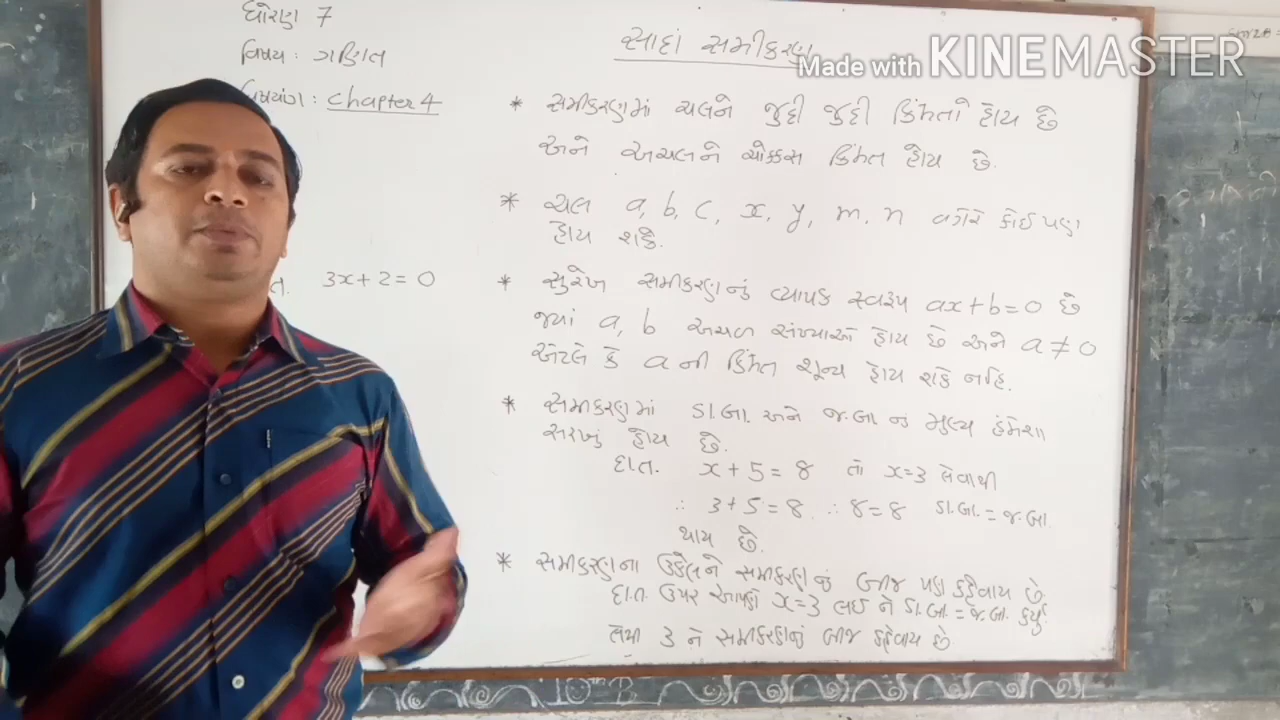 ધોરણ 7
વિષય : ગણિત
વિષયાંગ : Chapter 4
સાદાં સમીકરણ
Made with KINEMASTER
* સમીકરણમાં ચલને જુદી જુદી કિંમતો હોય છે
અને અચલને ચોક્કસ કિંમત હોય છે.
* ચલ a, b, c, x, y, m, n વગેરે કોઈ પણ
હોય શકે.
ત. 3x + 2 = 0
* સુરેખ સમીકરણનું વ્યાપક સ્વરૂપ ax + b = 0 છે
જ્યાં a, b અચળ સંખ્યાઓ હોય છે અને a ≠ 0
એટલે કે a ની કિંમત શૂન્ય હોય શકે નહિ.
* સમીકરણમાં ડા.બા. અને જ.બા નું મુલ્ય હંમેશા
સરખું હોય છે.
દા.ત. x + 5 = 8 તો x = 3 લેવાથી
∴ 3 + 5 = 8 ∴ 8 = 8 ડા.બા. = જ.બા.
થાય છે.
* સમીકરણના ઉકેલને સમીકરણનું બીજ પણ કહેવાય છે.
દા.ત. ઉપર આપણે x = 3 લઈ ને ડા.બા. = જ.બા. કર્યુ
તેથી 3 ને સમીકરણનું બીજ કહેવાય છે
10th B